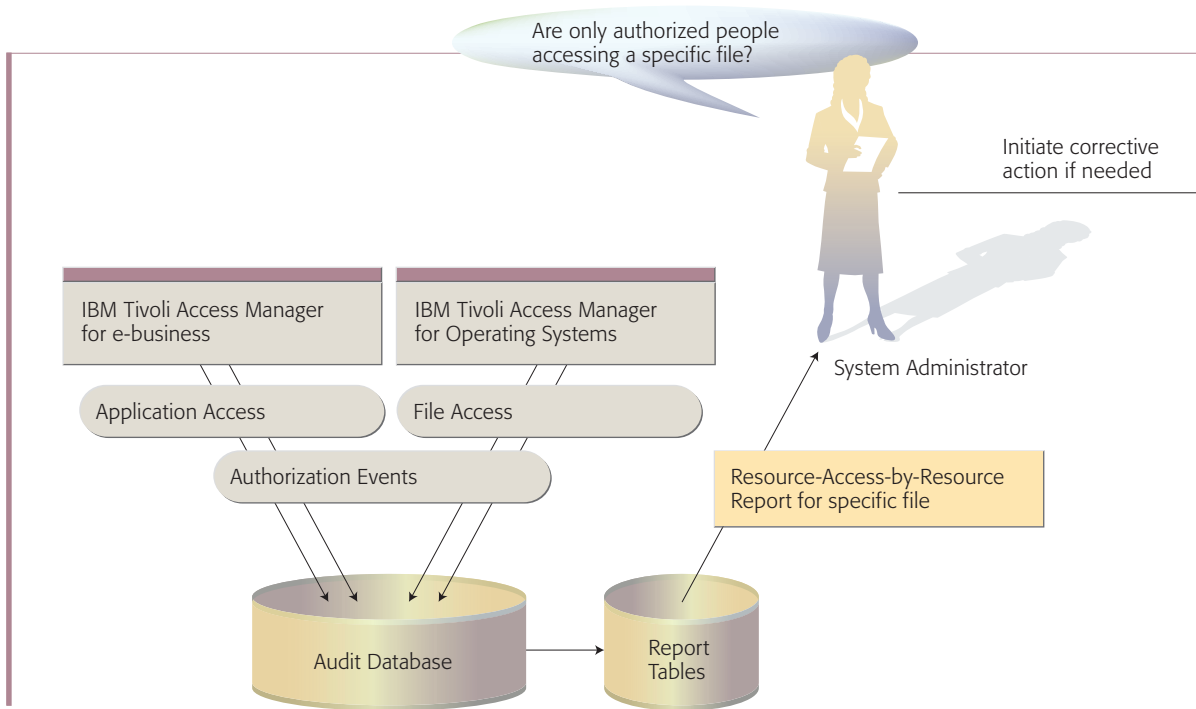 Are only authorized people
accessing a specific file?
Initiate corrective
action if needed
IBM Tivoli Access Manager
for e-business
IBM Tivoli Access Manager
for Operating Systems
System Administrator
Application Access
File Access
Authorization Events
Resource-Access-by-Resource
Report for specific file
Audit Database
Report
Tables